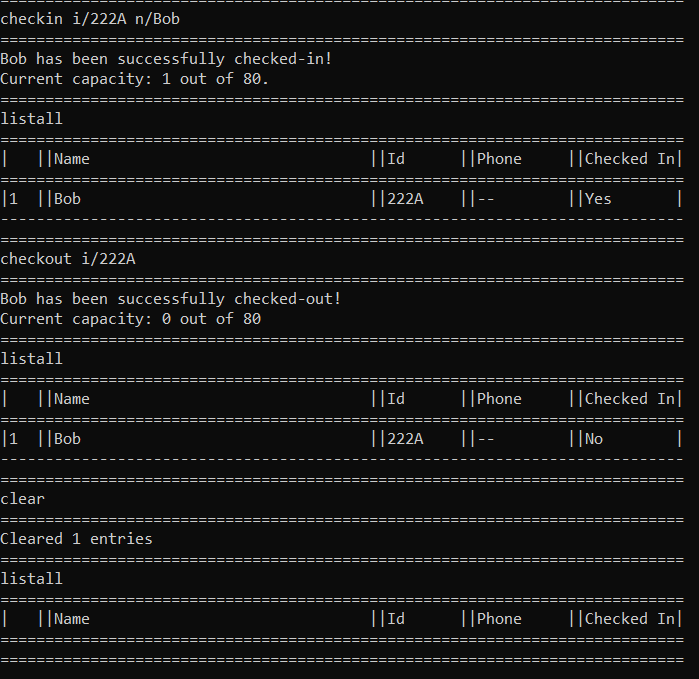 ============================================================================
checkin i/222A n/Bob
============================================================================
Bob has been successfully checked-in!
Current capacity: 1 out of 80.
============================================================================
listall
============================================================================
|   ||Name                               ||Id      ||Phone     ||Checked In|
============================================================================
|1  ||Bob                                ||222A    ||--        ||Yes       |
----------------------------------------------------------------------------
============================================================================
checkout i/222A
============================================================================
Bob has been successfully checked-out!
Current capacity: 0 out of 80
============================================================================
listall
============================================================================
|   ||Name                               ||Id      ||Phone     ||Checked In|
============================================================================
|1  ||Bob                                ||222A    ||--        ||No        |
----------------------------------------------------------------------------
============================================================================
clear
============================================================================
Cleared 1 entries
============================================================================
listall
============================================================================
|   ||Name                               ||Id      ||Phone     ||Checked In|
============================================================================
============================================================================